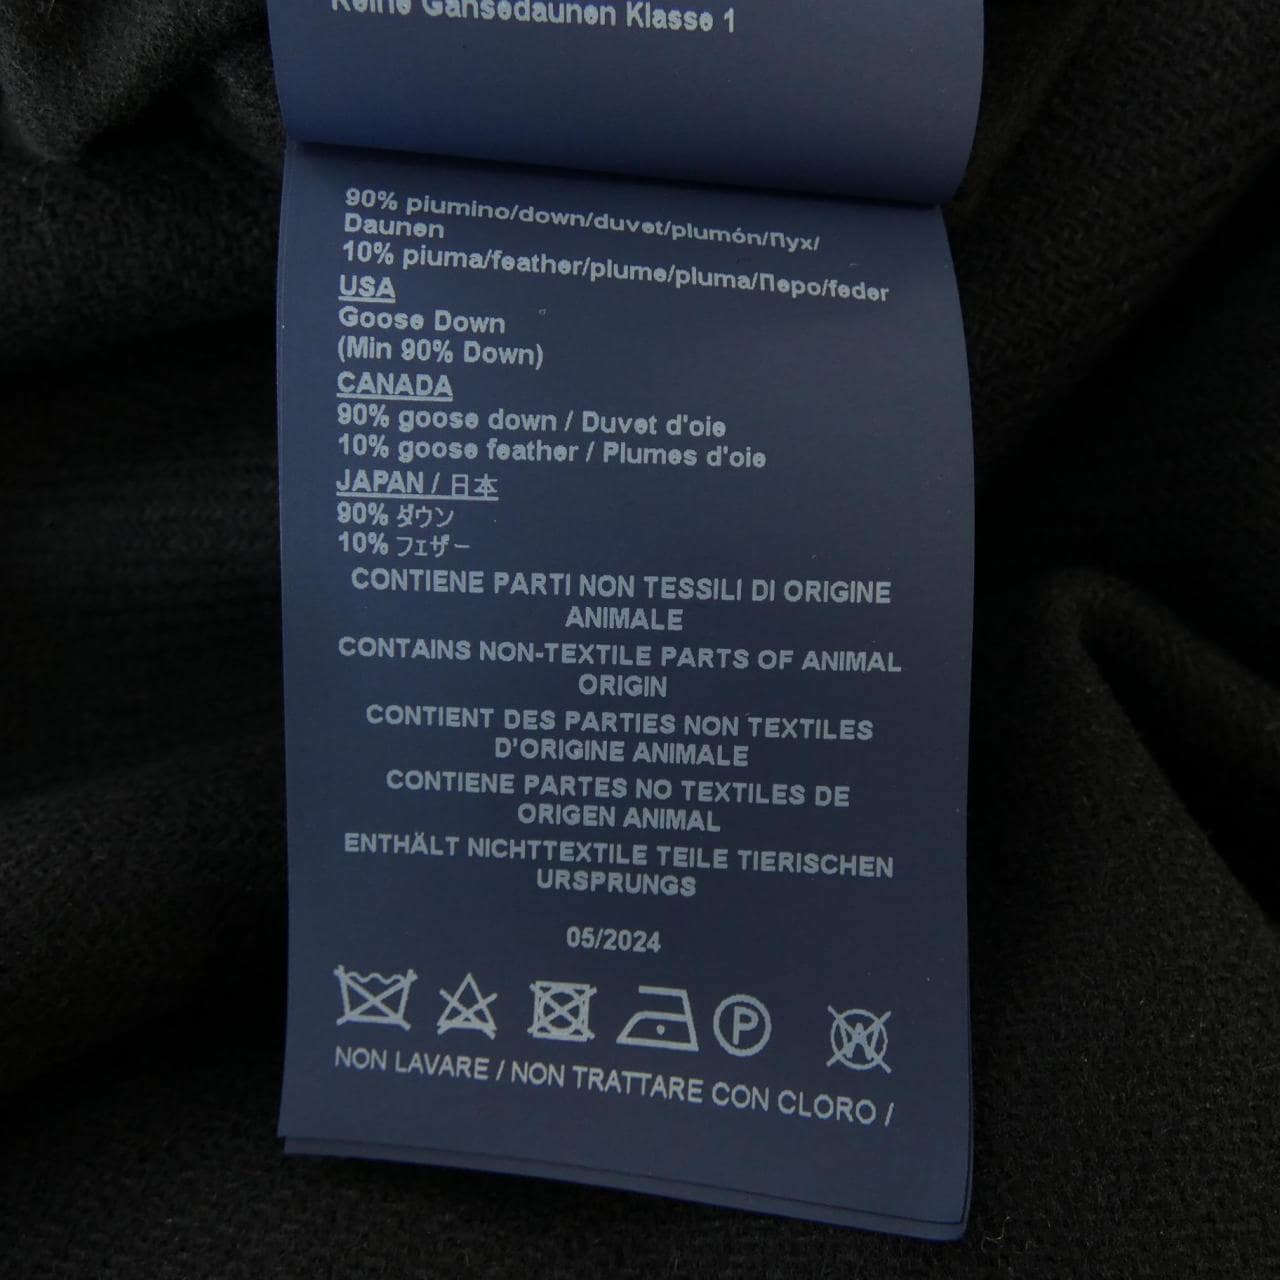 Reine Gänsedaunen Klasse 1
90% piumino/down/duvet/plumón/Пух/
Daunen
10% piuma/feather/plume/pluma/Перо/feder
USA
Goose Down
(Min 90% Down)
CANADA
90% goose down / Duvet d'oie
10% goose feather / Plumes d'oie
JAPAN / 日本
90% ダウン
10% フェザー
CONTIENE PARTI NON TESSILI DI ORIGINE
ANIMALE
CONTAINS NON-TEXTILE PARTS OF ANIMAL
ORIGIN
CONTIENT DES PARTIES NON TEXTILES
D'ORIGINE ANIMALE
CONTIENE PARTES NO TEXTILES DE
ORIGEN ANIMAL
ENTHÄLT NICHTTEXTILE TEILE TIERISCHEN
URSPRUNGS
05/2024
P W
NON LAVARE / NON TRATTARE CON CLORO /